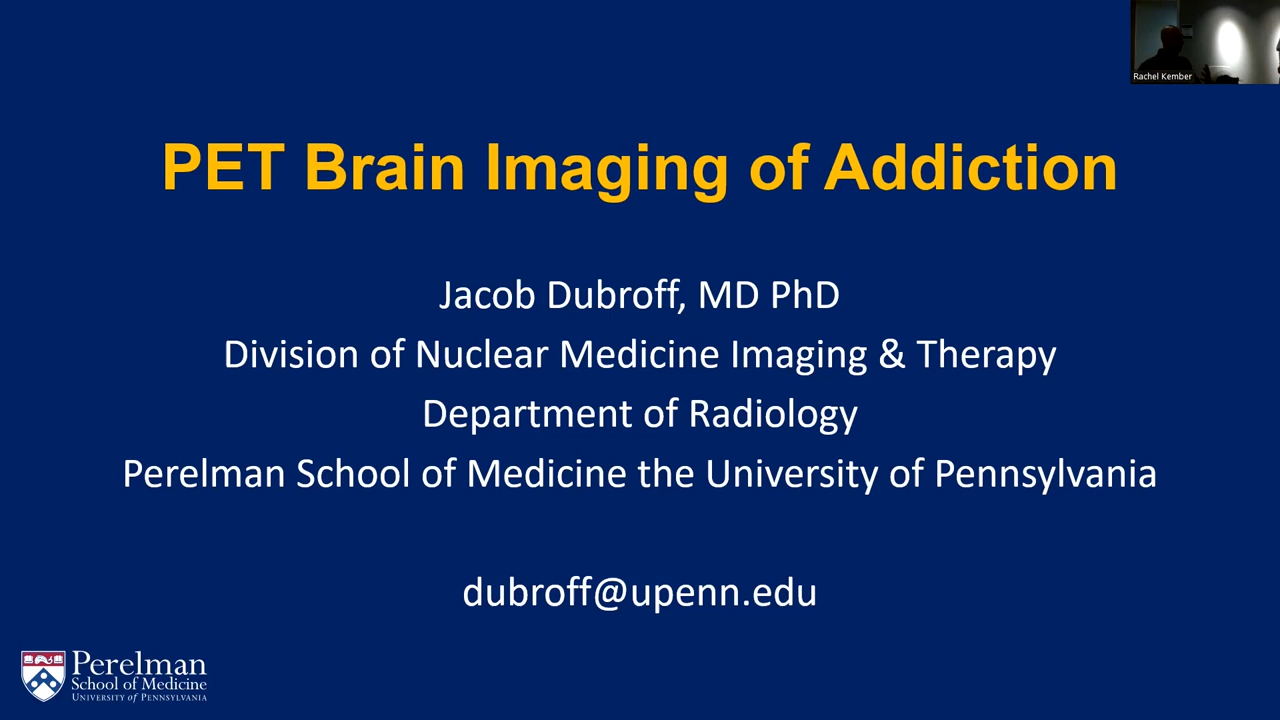 Rachel Kember
PET Brain Imaging of Addiction
Jacob Dubroff, MD PhD
Division of Nuclear Medicine Imaging & Therapy
Department of Radiology
Perelman School of Medicine the University of Pennsylvania
dubroff@upenn.edu
Perelman
School of Medicine
University of Pennsylvania